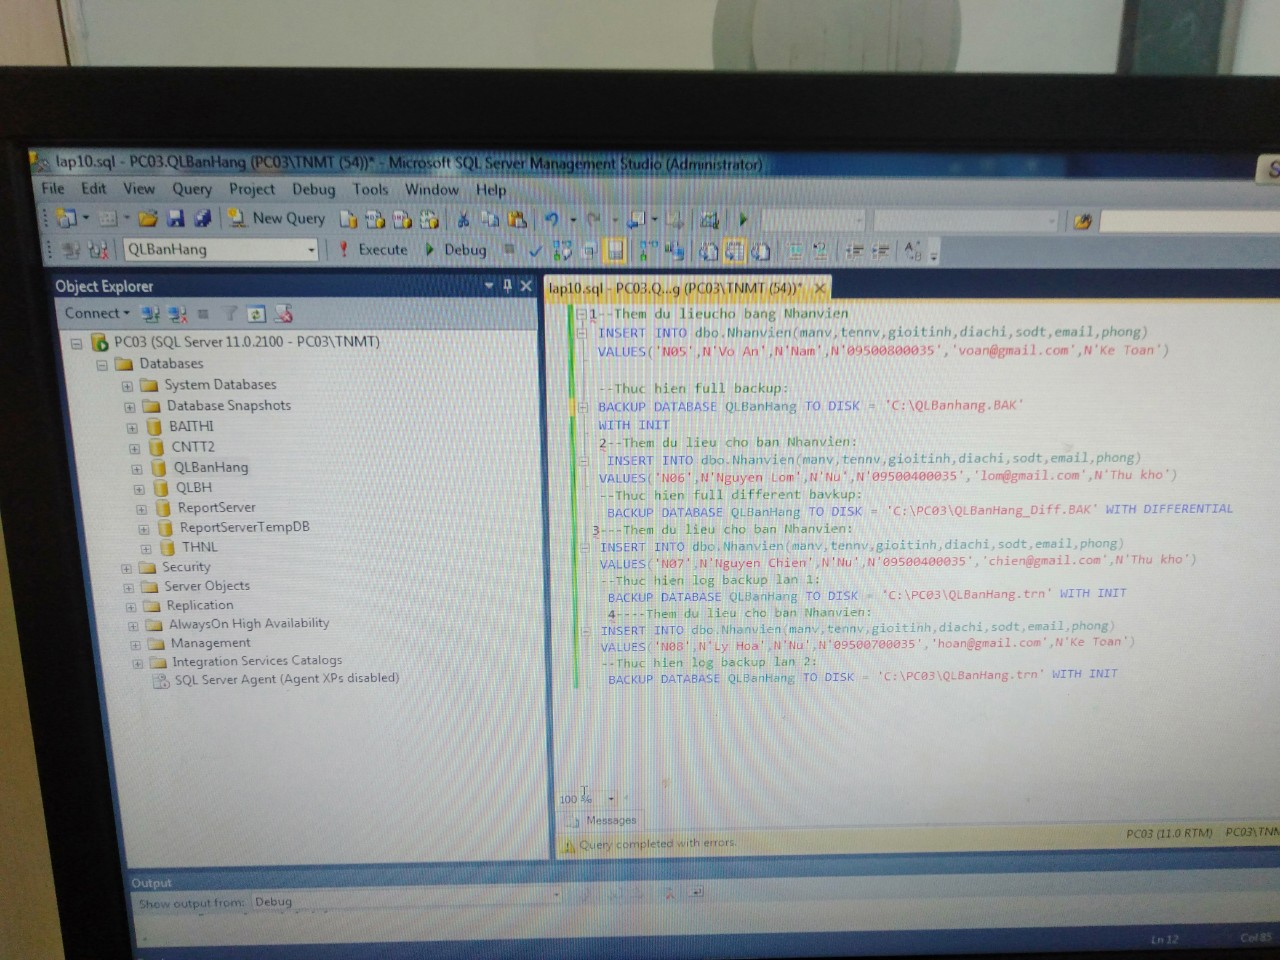 lap10.sql - PC03.QLBanHang (PC03\TNMT (54))* - Microsoft SQL Server Management Studio (Administrator)
File Edit View Query Project Debug Tools Window Help
New Query
QLBanHang
Execute
Debug
Object Explorer
lap10.sql - PC03.Q...g (PC03\TNMT (54))*
Connect
PC03 (SQL Server 11.0.2100 - PC03\TNMT)
Databases
System Databases
Database Snapshots
BAITHI
CNTT2
QLBanHang
QLBH
ReportServer
ReportServerTempDB
THNL
Security
Server Objects
Replication
AlwaysOn High Availability
Management
Integration Services Catalogs
SQL Server Agent (Agent XPs disabled)
1--Them du lieucho bang Nhanvien
INSERT INTO dbo.Nhanvien(manv,tennv,gioitinh,diachi,sodt,email,phong)
VALUES('N05',N'Vo An',N'Nam',N'09500800035','voan@gmail.com',N'Ke Toan')
--Thuc hien full backup:
BACKUP DATABASE QLBanHang TO DISK = 'C:\QLBanhang.BAK'
WITH INIT
2--Them du lieu cho ban Nhanvien:
INSERT INTO dbo.Nhanvien(manv,tennv,gioitinh,diachi,sodt,email,phong)
VALUES('N06',N'Nguyen Lom',N'Nu',N'09500400035','lom@gmail.com',N'Thu kho')
--Thuc hien full different bavkup:
BACKUP DATABASE QLBanHang TO DISK = 'C:\PC03\QLBanHang_Diff.BAK' WITH DIFFERENTIAL
3---Them du lieu cho ban Nhanvien:
INSERT INTO dbo.Nhanvien(manv,tennv,gioitinh,diachi,sodt,email,phong)
VALUES('N07',N'Nguyen Chien',N'Nu',N'09500400035','chien@gmail.com',N'Thu kho')
--Thuc hien log backup lan 1:
BACKUP DATABASE QLBanHang TO DISK = 'C:\PC03\QLBanHang.trn' WITH INIT
4----Them du lieu cho ban Nhanvien:
INSERT INTO dbo.Nhanvien(manv,tennv,gioitinh,diachi,sodt,email,phong)
VALUES('N08',N'Ly Hoa',N'Nu',N'09500700035','hoan@gmail.com',N'Ke Toan')
--Thuc hien log backup lan 2:
BACKUP DATABASE QLBanHang TO DISK = 'C:\PC03\QLBanHang.trn' WITH INIT
100 %
Messages
Query completed with errors.
PC03 (11.0 RTM) PC03\TNM
Output
Show output from: Debug
Ln 12 Col 85